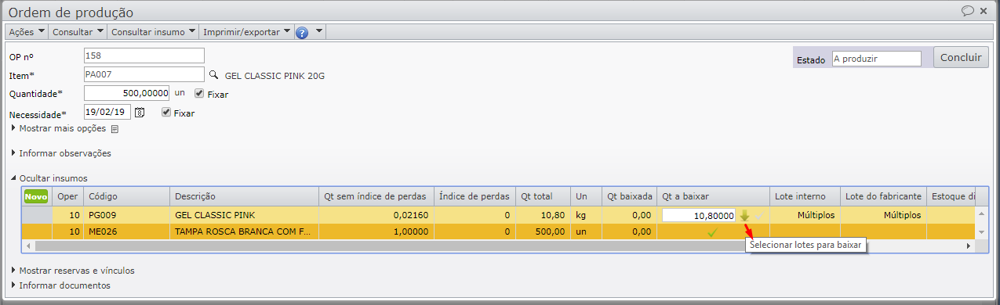 Ordem de produção
Ações Consultar Consultar insumo Imprimir/exportar ?
OP nº 158
Estado A produzir Concluir
Item* PA007 GEL CLASSIC PINK 20G
Quantidade* 500,00000 un Fixar
Necessidade* 19/02/19 8 Fixar
Mostrar mais opções
Informar observações
Ocultar insumos
Novo Oper Código Descrição Qt sem índice de perdas Índice de perdas Qt total Un Qt baixada Qt a baixar Lote interno Lote do fabricante Estoque di
10 PG009 GEL CLASSIC PINK 0,02160 0 10,80 kg 0,00 10,80000 Múltiplos Múltiplos
10 ME026 TAMPA ROSCA BRANCA COM F... 1,00000 0 500,00 un 0,00
Selecionar lotes para baixar
Mostrar reservas e vínculos
Informar documentos